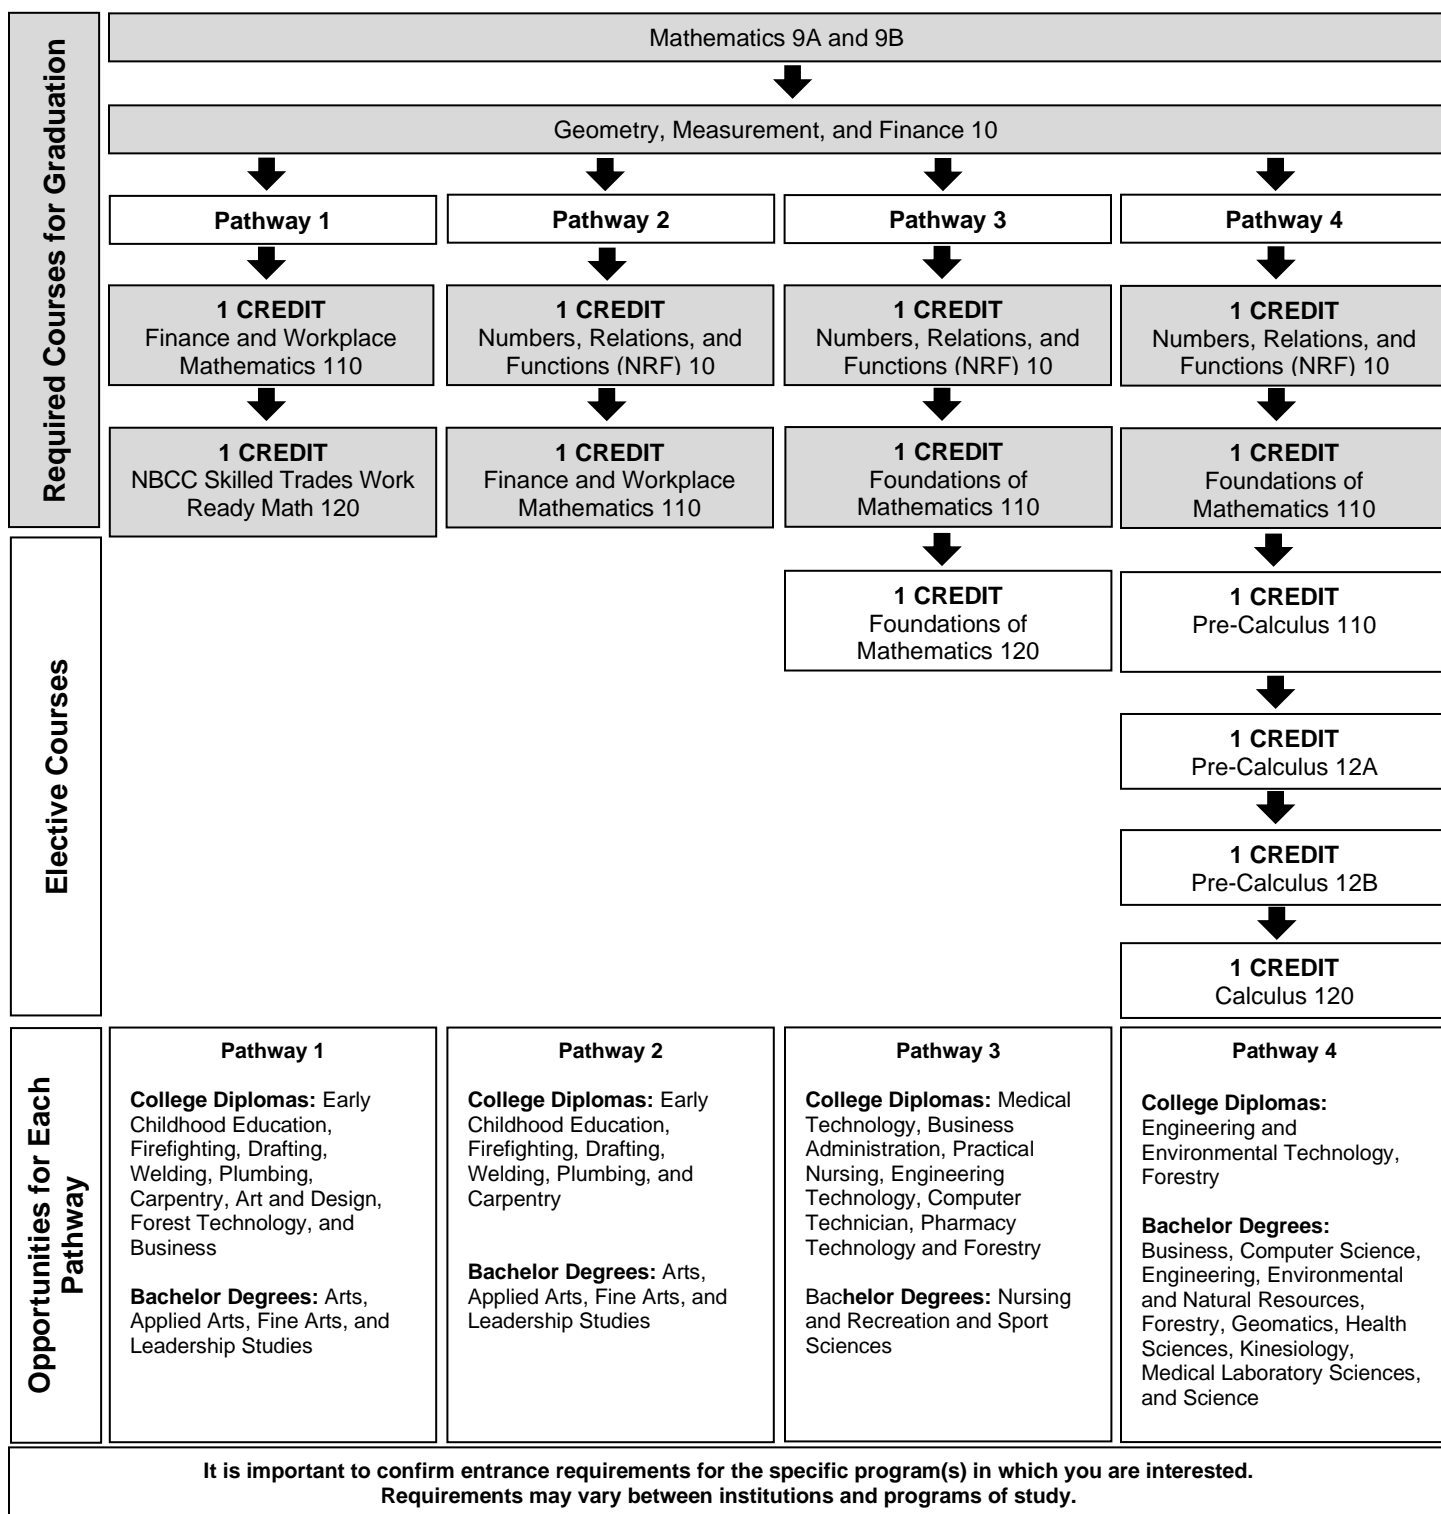 Required Courses for Graduation
Mathematics 9A and 9B
Geometry, Measurement, and Finance 10
Pathway 1
Pathway 2
Pathway 3
Pathway 4
1 CREDIT
Finance and Workplace
Mathematics 110
1 CREDIT
Numbers, Relations, and
Functions (NRF) 10
1 CREDIT
Numbers, Relations, and
Functions (NRF) 10
1 CREDIT
Numbers, Relations, and
Functions (NRF) 10
1 CREDIT
NBCC Skilled Trades Work
Ready Math 120
1 CREDIT
Finance and Workplace
Mathematics 110
1 CREDIT
Foundations of
Mathematics 110
1 CREDIT
Foundations of
Mathematics 110
Elective Courses
1 CREDIT
Foundations of
Mathematics 120
1 CREDIT
Pre-Calculus 110
1 CREDIT
Pre-Calculus 12A
1 CREDIT
Pre-Calculus 12B
1 CREDIT
Calculus 120
Opportunities for Each
Pathway
Pathway 1
College Diplomas: Early
Childhood Education,
Firefighting, Drafting,
Welding, Plumbing,
Carpentry, Art and Design,
Forest Technology, and
Business
Bachelor Degrees: Arts,
Applied Arts, Fine Arts, and
Leadership Studies
Pathway 2
College Diplomas: Early
Childhood Education,
Firefighting, Drafting,
Welding, Plumbing, and
Carpentry
Bachelor Degrees: Arts,
Applied Arts, Fine Arts, and
Leadership Studies
Pathway 3
College Diplomas: Medical
Technology, Business
Administration, Practical
Nursing, Engineering
Technology, Computer
Technician, Pharmacy
Technology and Forestry
Bachelor Degrees: Nursing
and Recreation and Sport
Sciences
Pathway 4
College Diplomas:
Engineering and
Environmental Technology,
Forestry
Bachelor Degrees:
Business, Computer Science,
Engineering, Environmental
and Natural Resources,
Forestry, Geomatics, Health
Sciences, Kinesiology,
Medical Laboratory Sciences,
and Science
It is important to confirm entrance requirements for the specific program(s) in which you are interested.
Requirements may vary between institutions and programs of study.